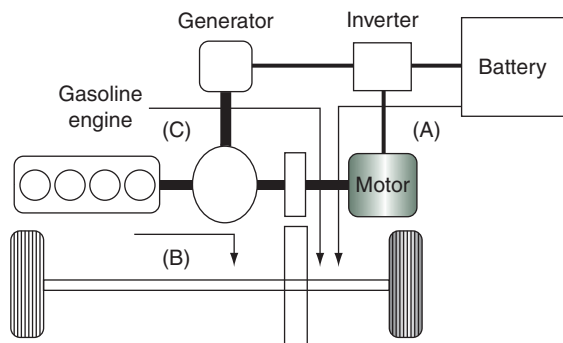 Generator
Inverter
Battery
Gasoline
engine
(C)
(A)
Motor
(B)